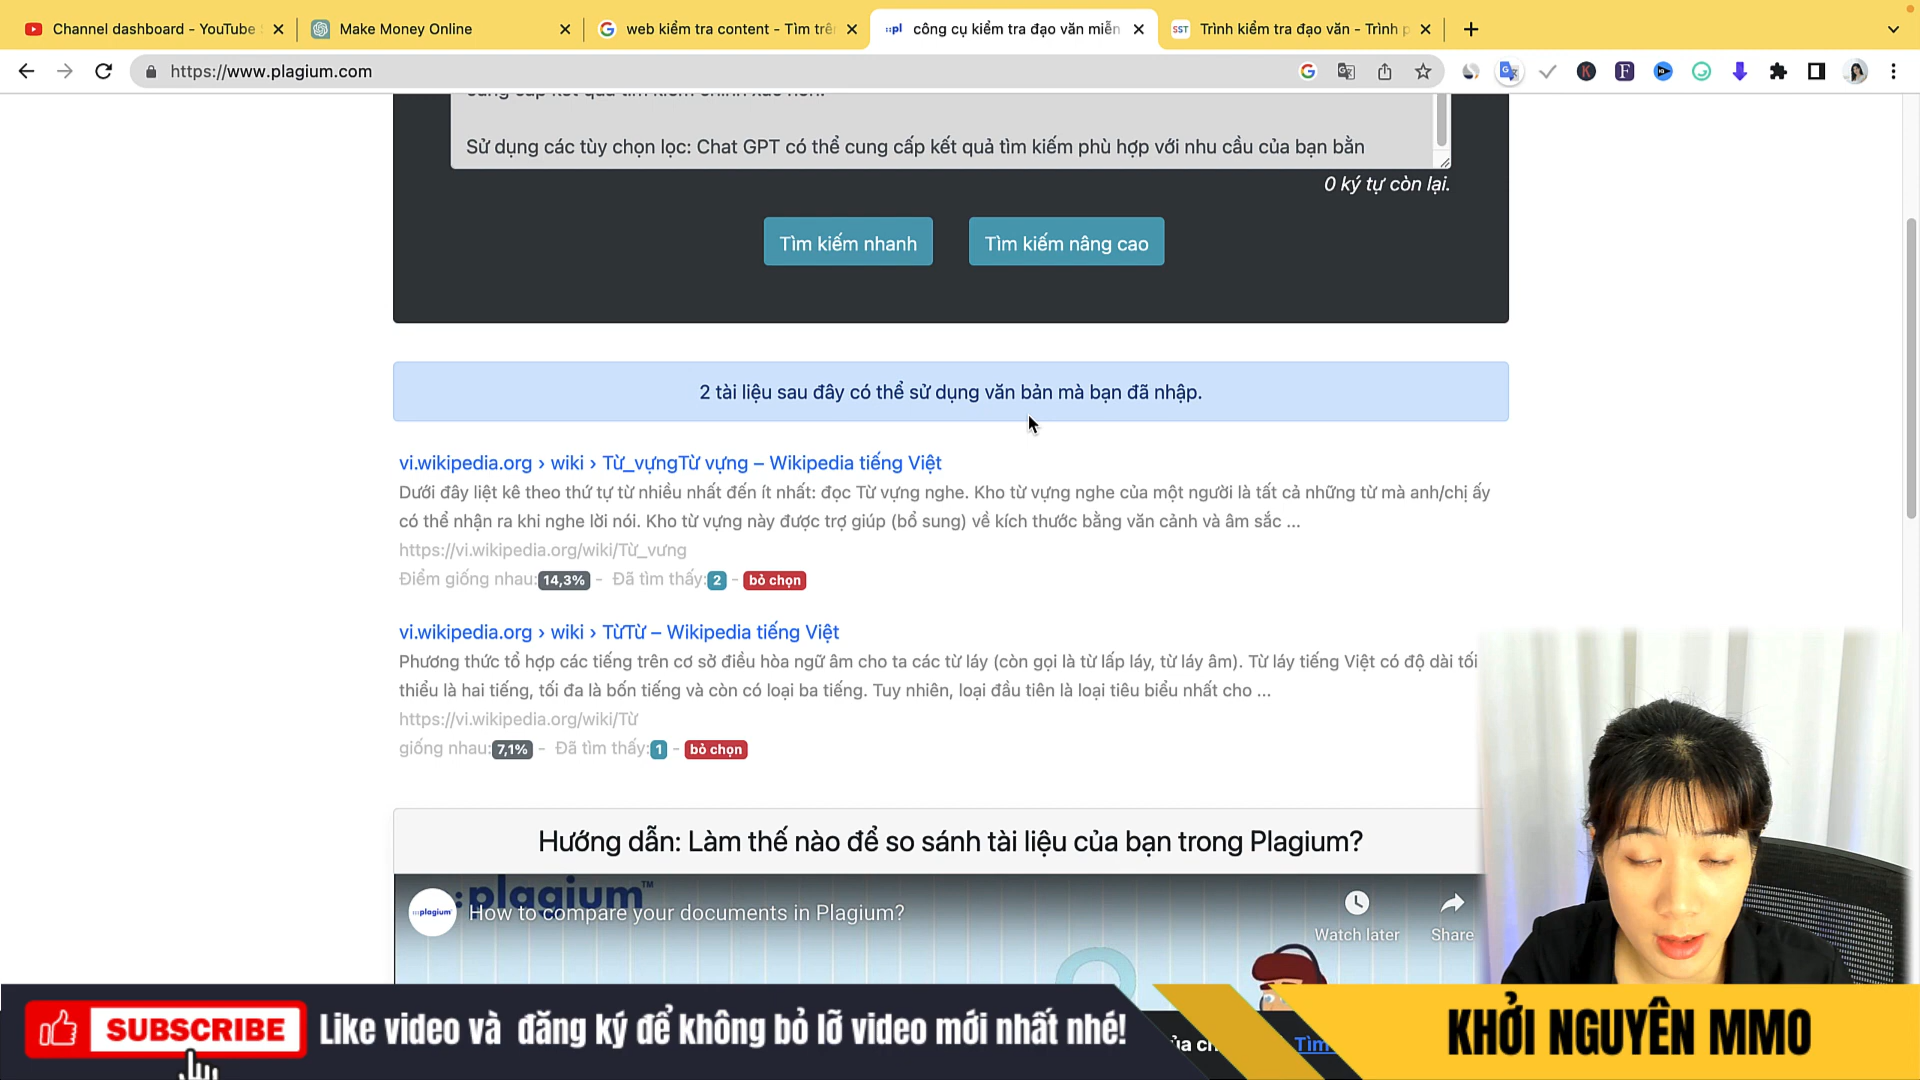 Channel dashboard - YouTube
Make Money Online
web kiểm tra content - Tìm trê
::pl
công cụ kiểm tra đạo văn miễn
SST
Trình kiểm tra đạo văn - Trình p
https://www.plagium.com
Sử dụng các tùy chọn lọc: Chat GPT có thể cung cấp kết quả tìm kiếm phù hợp với nhu cầu của bạn bằn
0 ký tự còn lại.
Tìm kiếm nhanh
Tìm kiếm nâng cao
2 tài liệu sau đây có thể sử dụng văn bản mà bạn đã nhập.
vi.wikipedia.org › wiki › Từ_vựngTừ vựng – Wikipedia tiếng Việt
Dưới đây liệt kê theo thứ tự từ nhiều nhất đến ít nhất: đọc Từ vựng nghe. Kho từ vựng nghe của một người là tất cả những từ mà anh/chị ấy
có thể nhận ra khi nghe lời nói. Kho từ vựng này được trợ giúp (bổ sung) về kích thước bằng văn cảnh và âm sắc ...
https://vi.wikipedia.org/wiki/Từ_vưng
Điểm giống nhau: 14,3% - Đã tìm thấy: 2 - bỏ chọn
vi.wikipedia.org › wiki › TừTừ – Wikipedia tiếng Việt
Phương thức tổ hợp các tiếng trên cơ sở điều hòa ngữ âm cho ta các từ láy (còn gọi là từ lấp láy, từ láy âm). Từ láy tiếng Việt có độ dài tối
thiểu là hai tiếng, tối đa là bốn tiếng và còn có loại ba tiếng. Tuy nhiên, loại đầu tiên là loại tiêu biểu nhất cho ...
https://vi.wikipedia.org/wiki/Từ
giống nhau: 7,1% - Đã tìm thấy: 1 - bỏ chọn
Hướng dẫn: Làm thế nào để so sánh tài liệu của bạn trong Plagium?
::plagium™
::plagium
How to compare your documents in Plagium?
Watch later
Share
SUBSCRIBE
Like video và đăng ký để không bỏ lỡ video mới nhất nhé!
ủa ch
Tìm
KHỞI NGUYÊN MMO